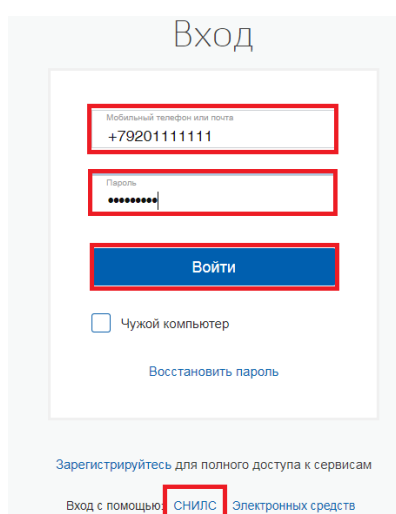 Вход
Мобильный телефон или почта
+79201111111
Пароль
•••••••••
Войти
Чужой компьютер
Восстановить пароль
Зарегистрируйтесь для полного доступа к сервисам
Вход с помощью: СНИЛС Электронных средств